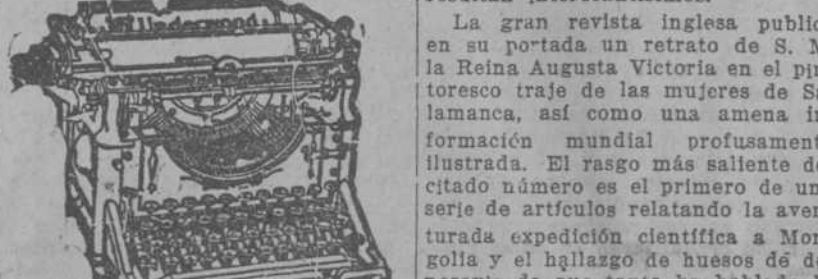 Underwood
La gran revista inglesa public
en su portada un retrato de S. M
la Reina Augusta Victoria en el pin
toresco traje de las mujeres de Sa
lamanca, así como una amena in
formación mundial profusament
ilustrada. El rasgo más saliente de
citado número es el primero de un
serie de artículos relatando la aven
turada expedición científica a Mon
golia y el hallazgo de huesos de de